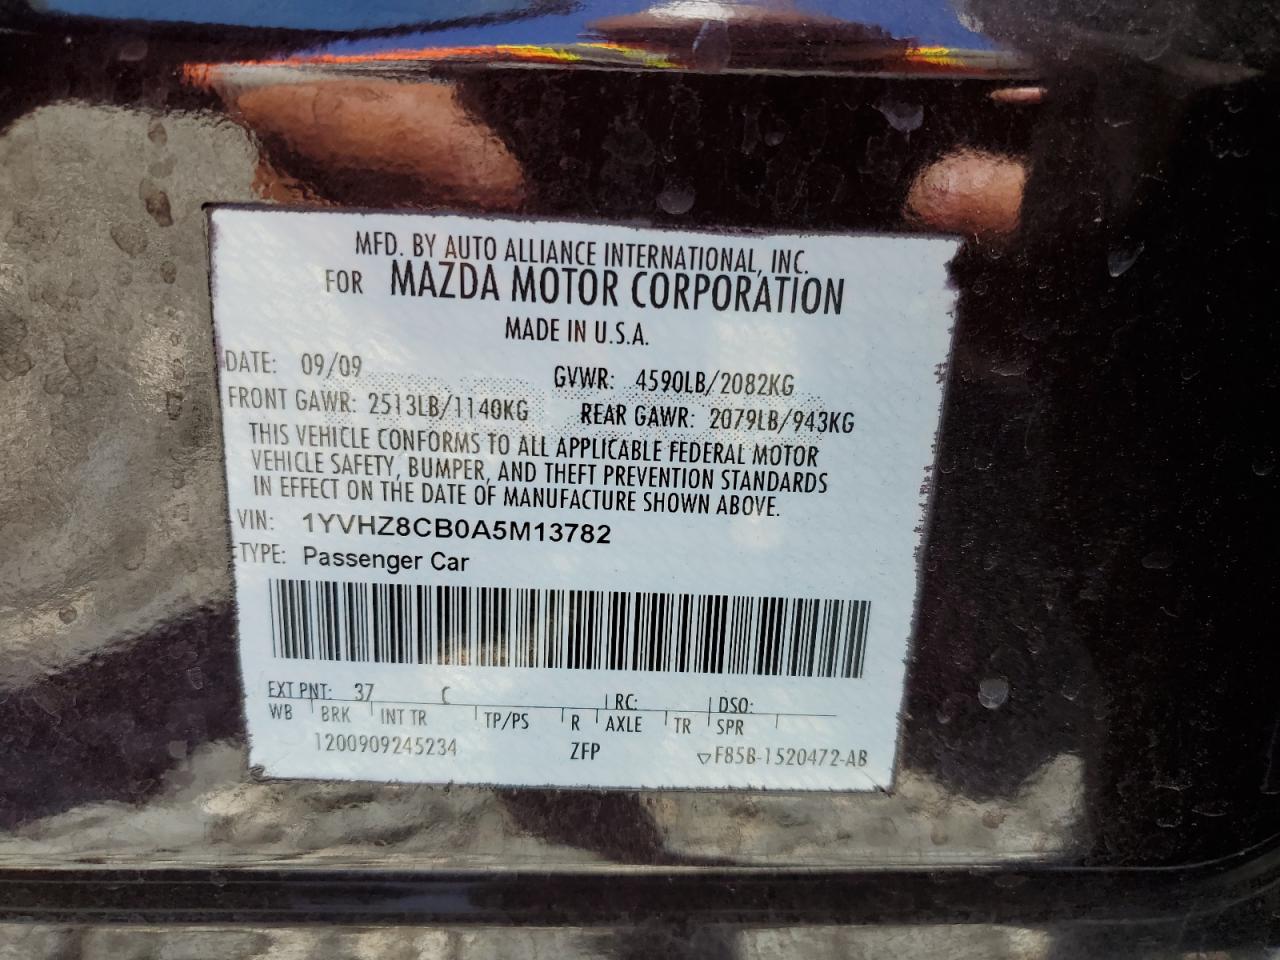 MFD. BY AUTO ALLIANCE INTERNATIONAL, INC.
FOR MAZDA MOTOR CORPORATION
MADE IN U.S.A.
DATE: 09/09 GVWR: 4590LB/2082KG
FRONT GAWR: 2513LB/1140KG REAR GAWR: 2079LB/943KG
THIS VEHICLE CONFORMS TO ALL APPLICABLE FEDERAL MOTOR
VEHICLE SAFETY, BUMPER, AND THEFT PREVENTION STANDARDS
IN EFFECT ON THE DATE OF MANUFACTURE SHOWN ABOVE.
VIN: 1YVHZ8CB0A5M13782
TYPE: Passenger Car
EXT PNT: 37 C RC: DSO:
WB BRK INT TR TP/PS R AXLE TR SPR
1200909245234 ZFP ▽F85B-1520472-AB